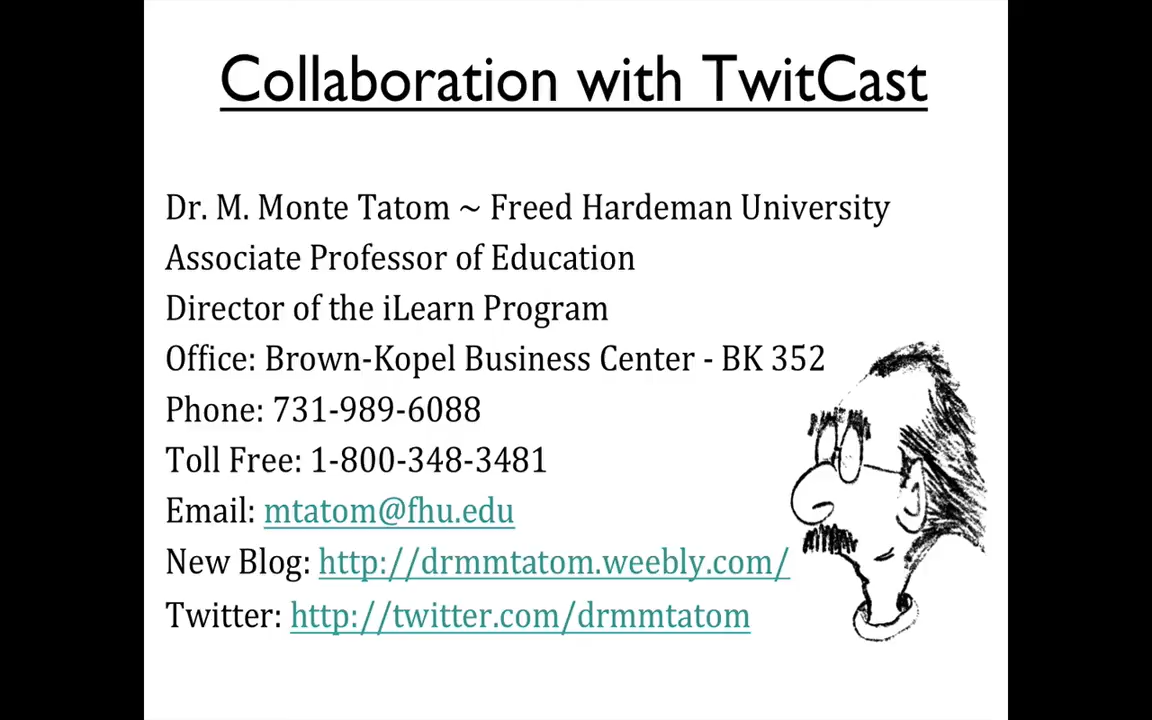 Collaboration with TwitCast
Dr. M. Monte Tatom ~ Freed Hardeman University
Associate Professor of Education
Director of the iLearn Program
Office: Brown-Kopel Business Center - BK 352
Phone: 731-989-6088
Toll Free: 1-800-348-3481
Email: mtatom@fhu.edu
New Blog: http://drmmtatom.weebly.com/
Twitter: http://twitter.com/drmmtatom